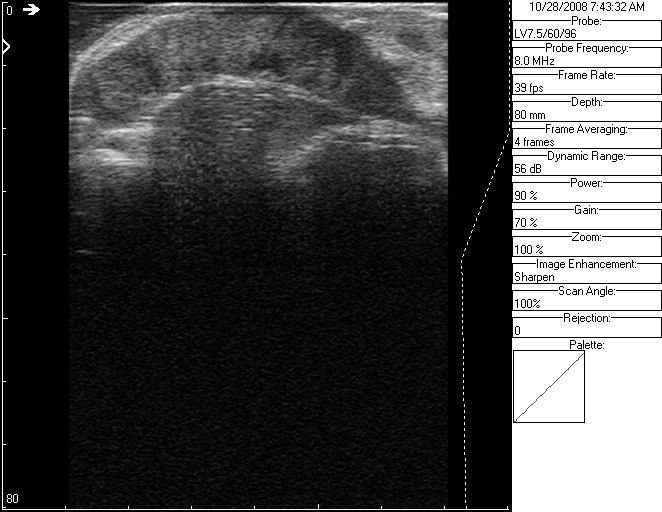 0
80
10/28/2008 7:43:32 AM
Probe:
LV7.5/60/96
Probe Frequency:
8.0 MHz
Frame Rate:
39 fps
Depth:
80 mm
Frame Averaging:
4 frames
Dynamic Range:
56 dB
Power:
90 %
Gain:
70 %
Zoom:
100 %
Image Enhancement:
Sharpen
Scan Angle:
100%
Rejection:
0
Palette: